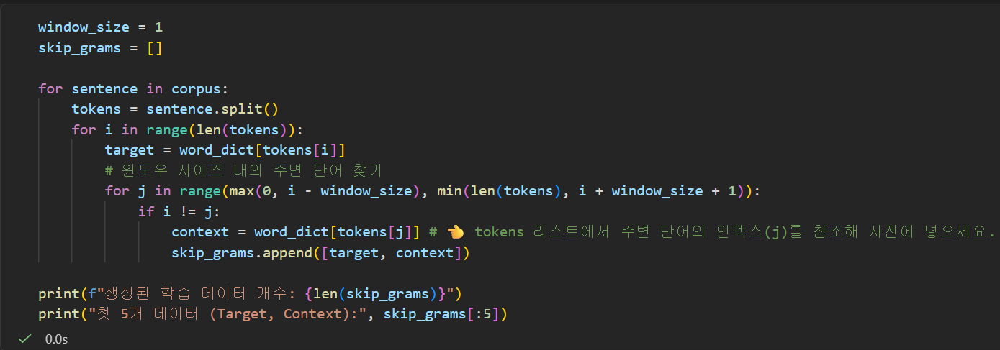 window_size = 1
skip_grams = []
for sentence in corpus:
tokens = sentence.split()
for i in range(len(tokens)):
target = word_dict[tokens[i]]
# 윈도우 사이즈 내의 주변 단어 찾기
for j in range(max(0, i - window_size), min(len(tokens), i + window_size + 1)):
if i != j:
context = word_dict[tokens[j]] # 👈 tokens 리스트에서 주변 단어의 인덱스(j)를 참조해 사전에 넣으세요.
skip_grams.append([target, context])
print(f"생성된 학습 데이터 개수: {len(skip_grams)}")
print("첫 5개 데이터 (Target, Context):", skip_grams[:5])
0.0s